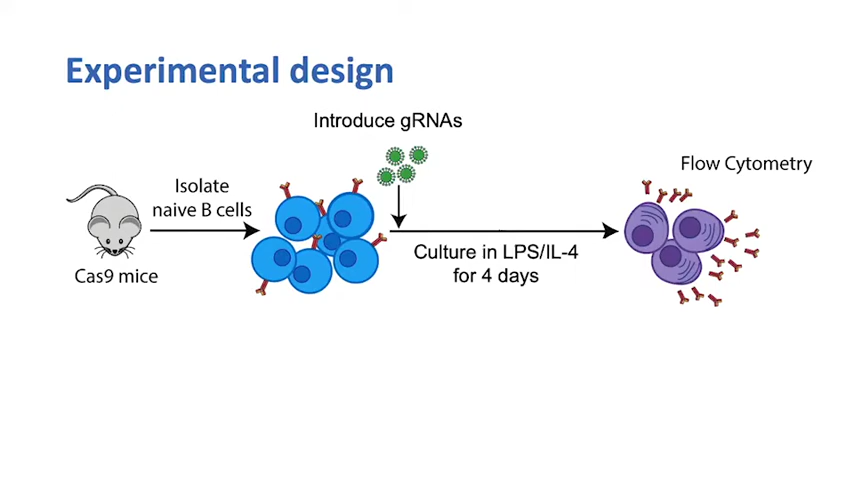 Experimental design
Introduce gRNAs
Flow Cytometry
Isolate
naive B cells
Culture in LPS/IL-4
for 4 days
Cas9 mice